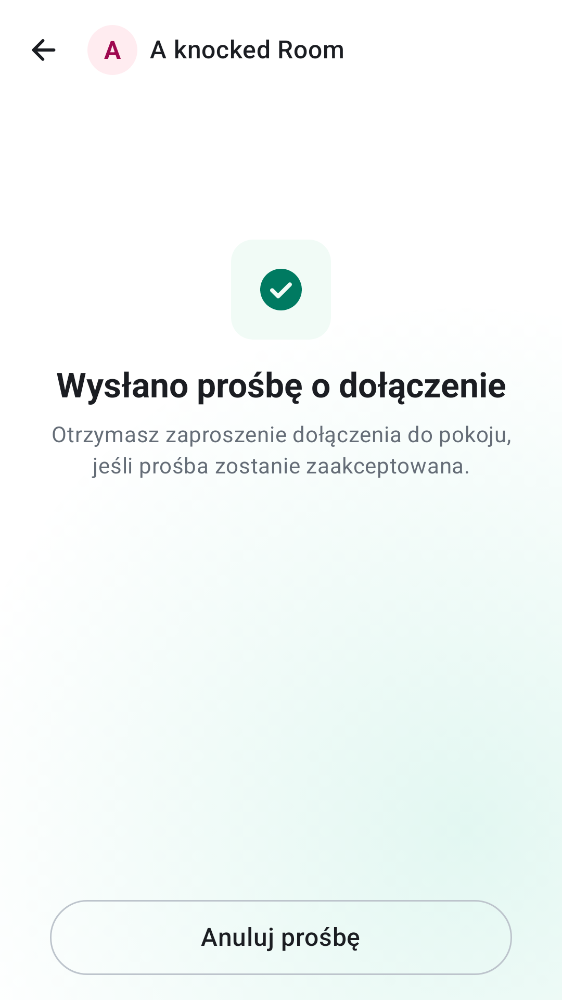 A
A knocked Room
Wysłano prośbę o dołączenie
Otrzymasz zaproszenie dołączenia do pokoju,
jeśli prośba zostanie zaakceptowana.
Anuluj prośbę